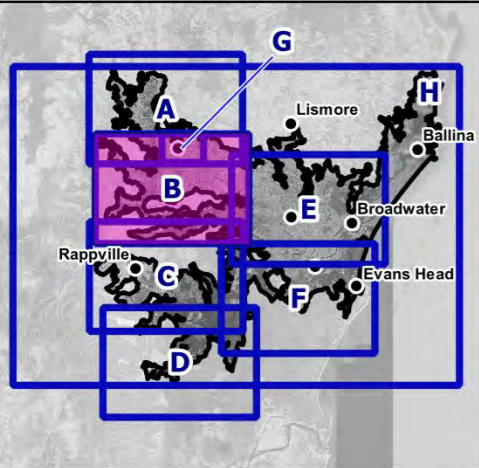 G
A
H
Lismore
Ballina
B
E
Broadwater
Rappville
C
Evans Head
F
D